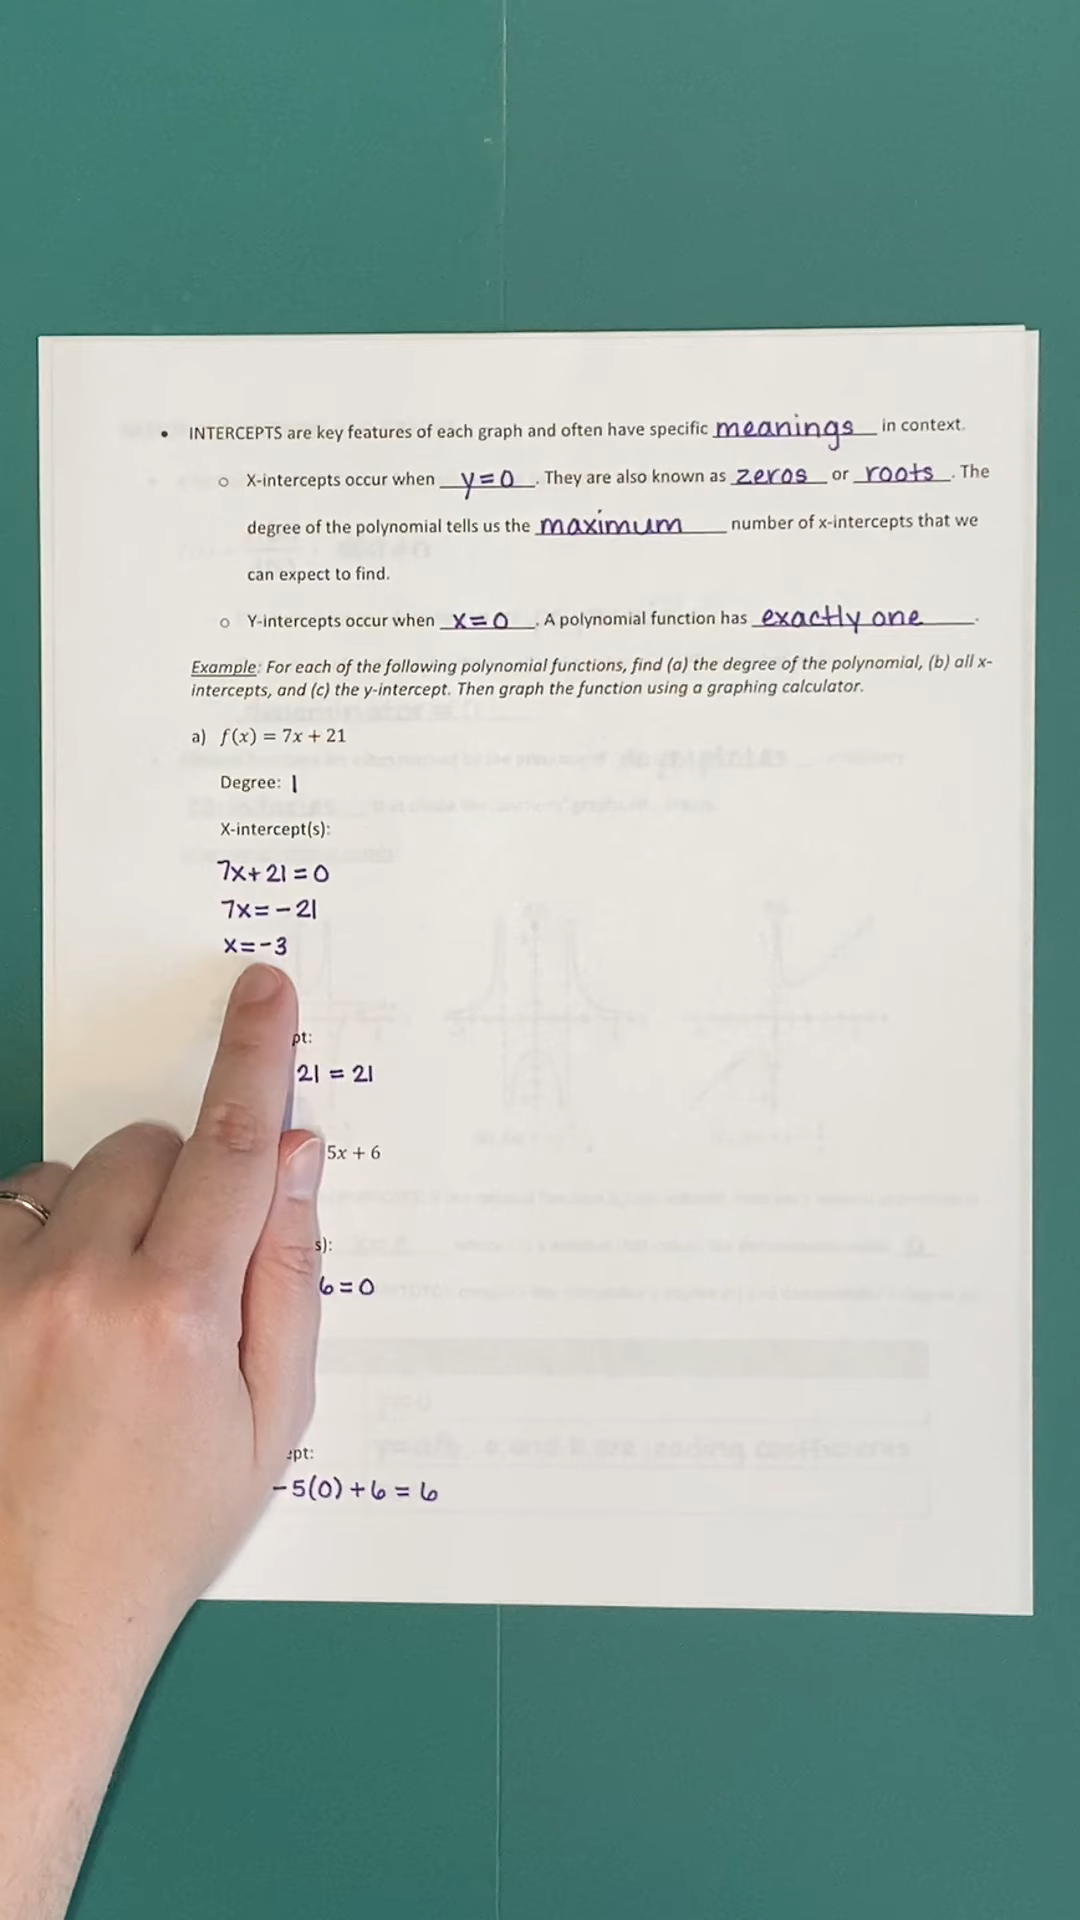 • INTERCEPTS are key features of each graph and often have specific meanings in context.
o X-intercepts occur when y=0. They are also known as zeros or roots. The
degree of the polynomial tells us the maximum number of x-intercepts that we
can expect to find.
o Y-intercepts occur when x=0. A polynomial function has exactly one.
Example: For each of the following polynomial functions, find (a) the degree of the polynomial, (b) all x-
intercepts, and (c) the y-intercept. Then graph the function using a graphing calculator.
a) f(x) = 7x + 21
Degree: 1
X-intercept(s):
7x+21=0
7x=-21
x=-3
pt:
21 = 21
5x + 6
s):
6=0
ept:
-5(0)+6=6